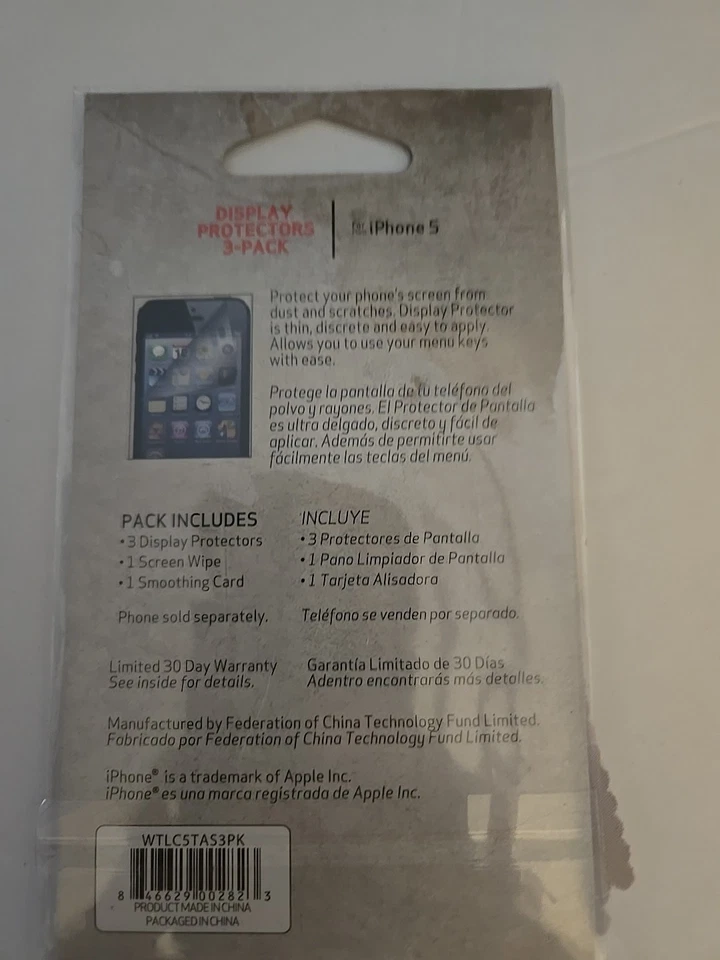 DISPLAY
PROTECTORS
3-PACK
for iPhone 5
Protect your phone's screen from
dust and scratches. Display Protector
is thin, discrete and easy to apply.
Allows you to use your menu keys
with ease.
Protege la pantalla de tu teléfono del
polvo y rayones. El Protector de Pantalla
es ultra delgado, discreto y fácil de
aplicar. Además de permitirte usar
fácilmente las teclas del menú.
PACK INCLUDES
• 3 Display Protectors
• 1 Screen Wipe
• 1 Smoothing Card
Phone sold separately.
INCLUYE
• 3 Protectores de Pantalla
• 1 Pano Limpiador de Pantalla
• 1 Tarjeta Alisadora
Teléfono se venden por separado.
Limited 30 Day Warranty
See inside for details.
Garantía Limitado de 30 Días
Adentro encontrarás más detalles.
Manufactured by Federation of China Technology Fund Limited.
Fabricado por Federation of China Technology Fund Limited.
iPhone® is a trademark of Apple Inc.
iPhone® es una marca registrada de Apple Inc.
WTLC5TAS3PK
8 46629 00282 3
PRODUCT MADE IN CHINA
PACKAGED IN CHINA